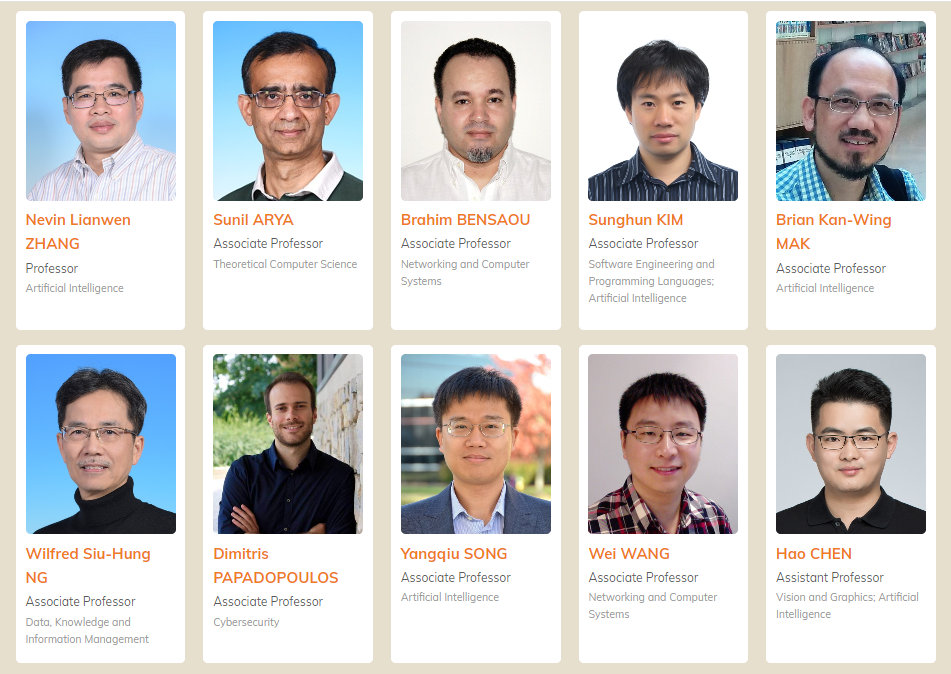 Nevin Lianwen
ZHANG
Professor
Artificial Intelligence
Sunil ARYA
Associate Professor
Theoretical Computer Science
Brahim BENSAOU
Associate Professor
Networking and Computer
Systems
Sunghun KIM
Associate Professor
Software Engineering and
Programming Languages;
Artificial Intelligence
Brian Kan-Wing
MAK
Associate Professor
Artificial Intelligence
Wilfred Siu-Hung
NG
Associate Professor
Data, Knowledge and
Information Management
Dimitris
PAPADOPOULOS
Associate Professor
Cybersecurity
Yangqiu SONG
Associate Professor
Artificial Intelligence
Wei WANG
Associate Professor
Networking and Computer
Systems
Hao CHEN
Assistant Professor
Vision and Graphics; Artificial
Intelligence